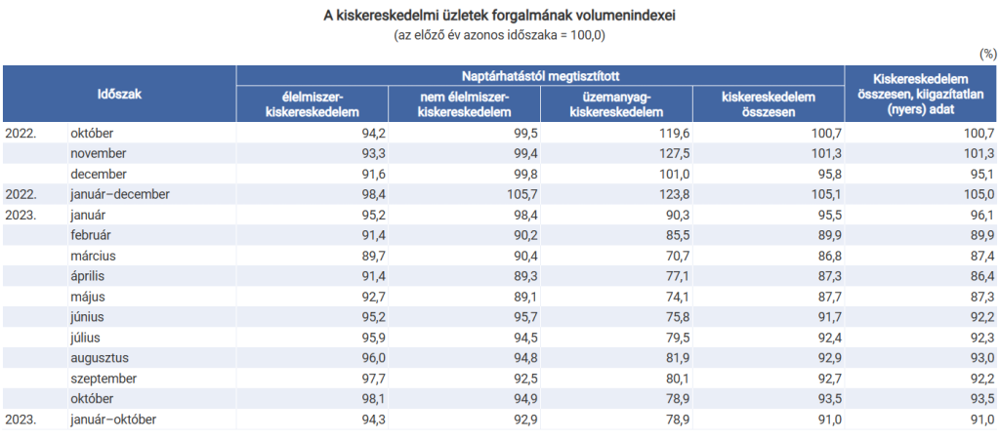 A kiskereskedelmi üzletek forgalmának volumenindexei
(az előző év azonos időszaka = 100,0)
(%)
Időszak
Naptárhatástól megtisztított
Kiskereskedelem
összesen, kiigazítatlan
(nyers) adat
élelmiszer-
kiskereskedelem
nem élelmiszer-
kiskereskedelem
üzemanyag-
kiskereskedelem
kiskereskedelem
összesen
2022. október 94,2 99,5 119,6 100,7 100,7
november 93,3 99,4 127,5 101,3 101,3
december 91,6 99,8 101,0 95,8 95,1
2022. január–december 98,4 105,7 123,8 105,1 105,0
2023. január 95,2 98,4 90,3 95,5 96,1
február 91,4 90,2 85,5 89,9 89,9
március 89,7 90,4 70,7 86,8 87,4
április 91,4 89,3 77,1 87,3 86,4
május 92,7 89,1 74,1 87,7 87,3
június 95,2 95,7 75,8 91,7 92,2
július 95,9 94,5 79,5 92,4 92,3
augusztus 96,0 94,8 81,9 92,9 93,0
szeptember 97,7 92,5 80,1 92,7 92,2
október 98,1 94,9 78,9 93,5 93,5
2023. január–október 94,3 92,9 78,9 91,0 91,0